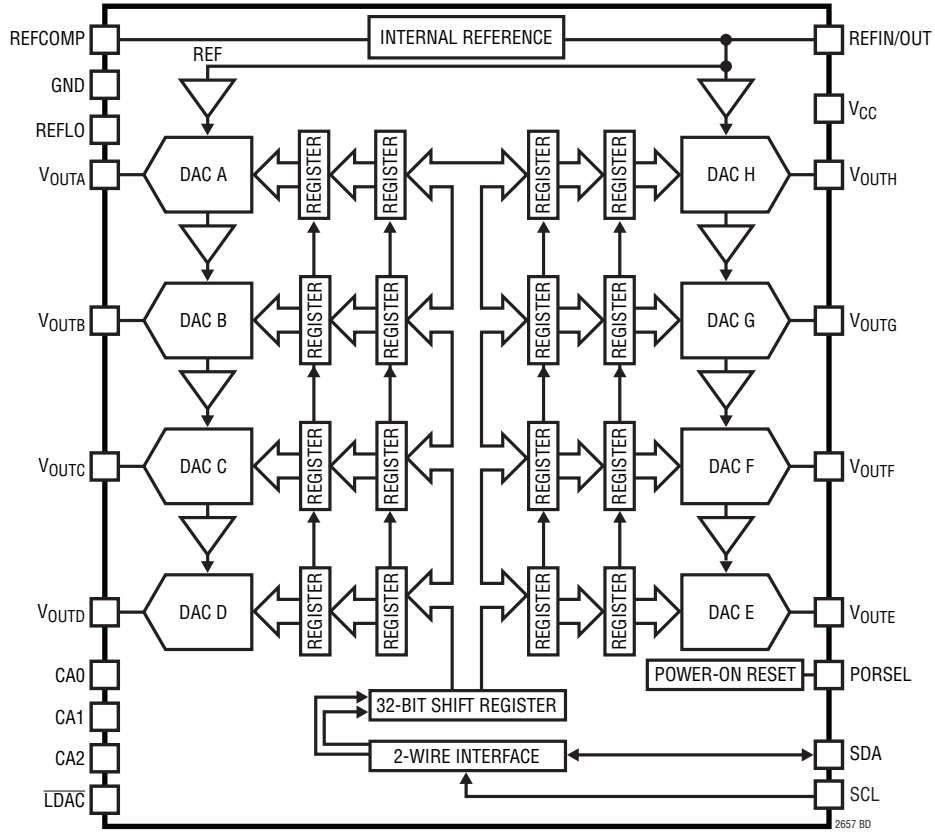 REFCOMP
INTERNAL REFERENCE
REFIN/OUT
REF
GND
VCC
REFLO
VOUTA
DAC A
REGISTER
REGISTER
REGISTER
REGISTER
DAC H
VOUTH
VOUTB
DAC B
REGISTER
REGISTER
REGISTER
REGISTER
DAC G
VOUTG
VOUTC
DAC C
REGISTER
REGISTER
REGISTER
REGISTER
DAC F
VOUTF
VOUTD
DAC D
REGISTER
REGISTER
REGISTER
REGISTER
DAC E
VOUTE
CA0
POWER-ON RESET
PORSEL
32-BIT SHIFT REGISTER
CA1
CA2
2-WIRE INTERFACE
SDA
LDAC
SCL
2657 BD